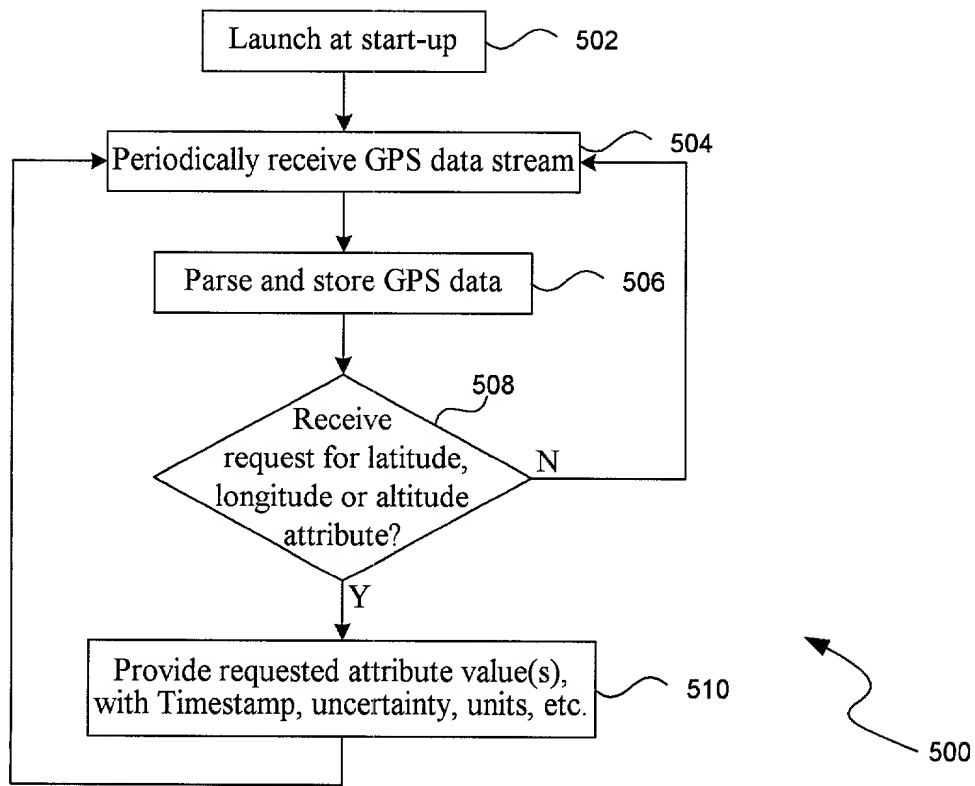 Launch at start-up
502
504
Periodically receive GPS data stream
Parse and store GPS data
506
508
Receive
request for latitude,
longitude or altitude
attribute?
N
Y
Provide requested attribute value(s),
with Timestamp, uncertainty, units, etc.
510
500